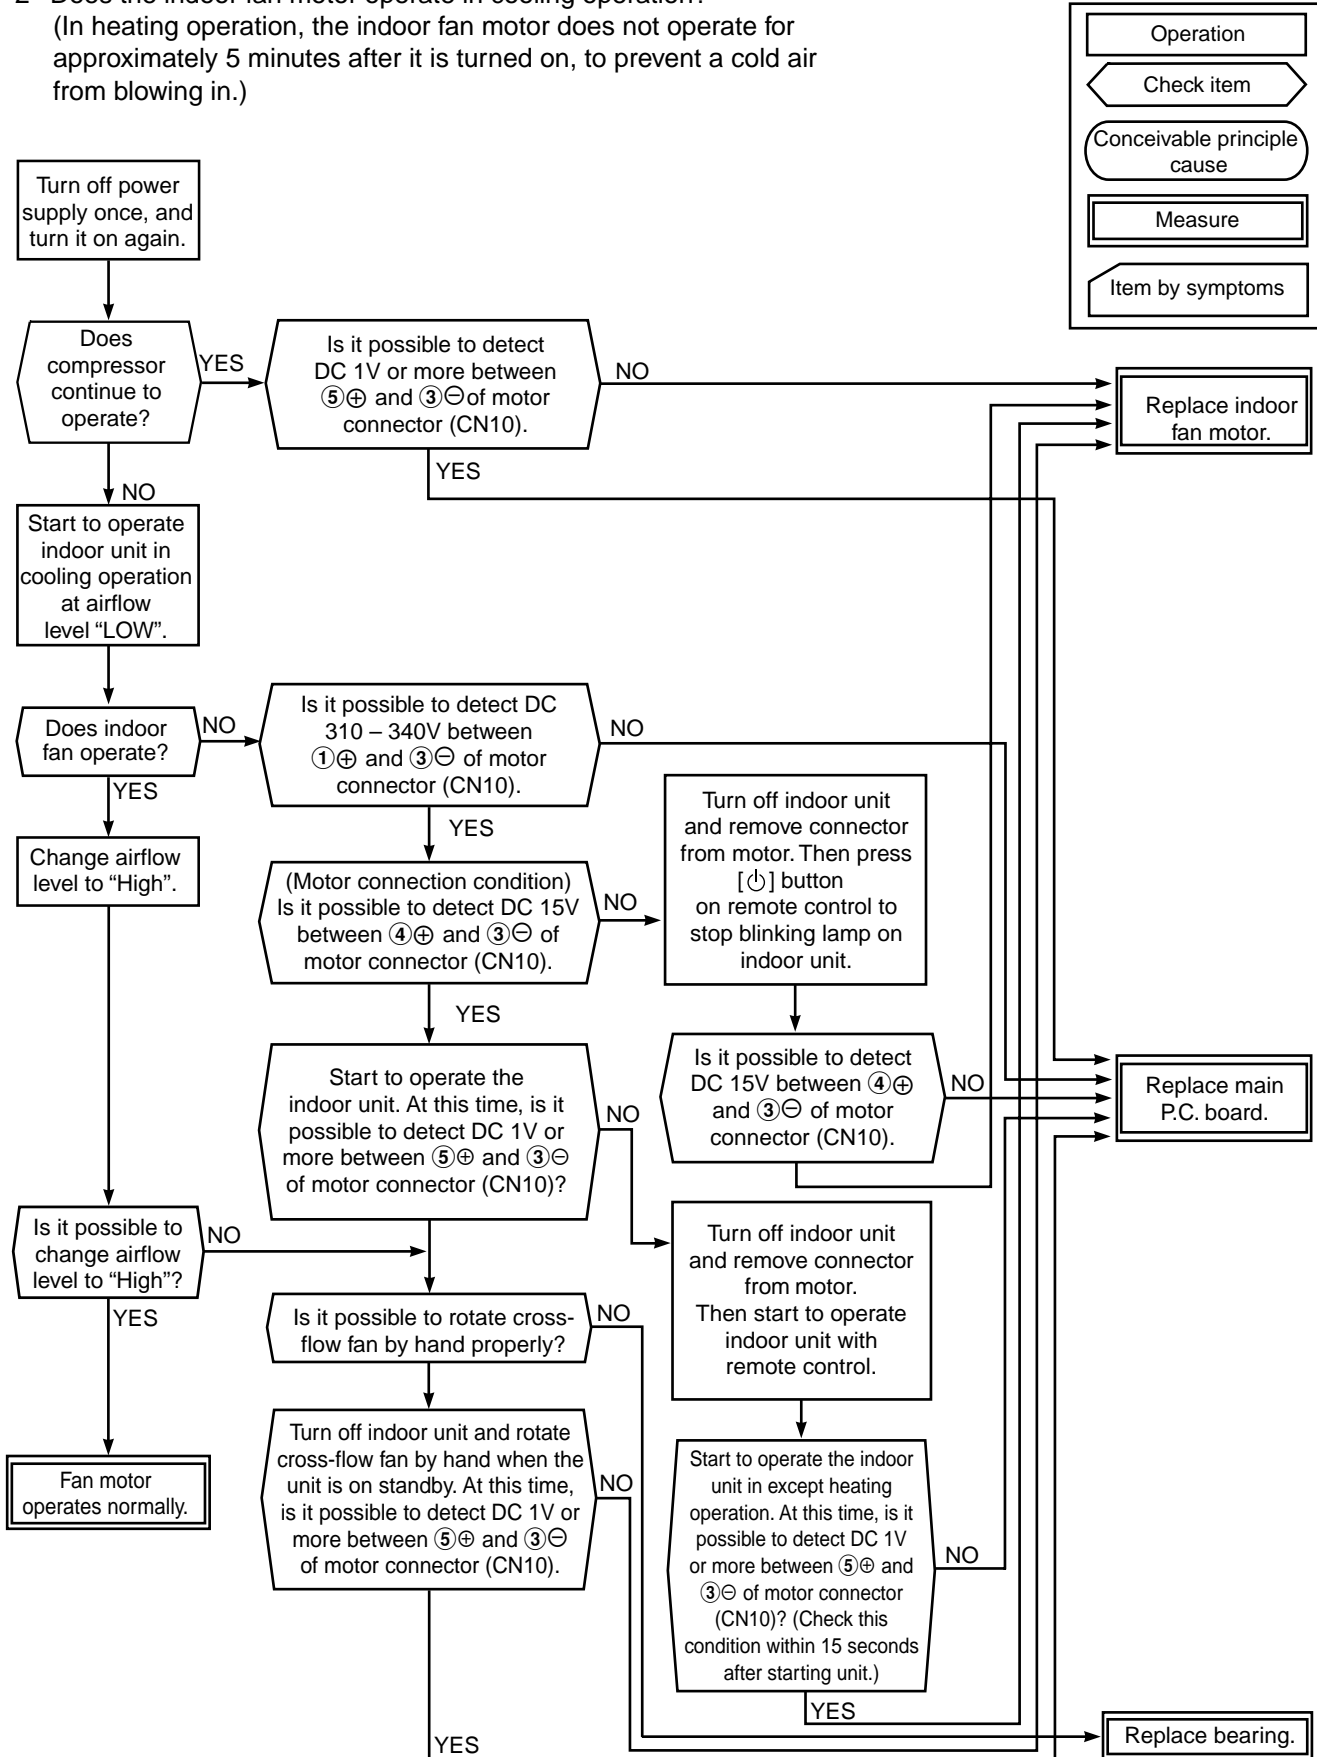 2 Does the indoor fan motor operate in cooling operation?
(In heating operation, the indoor fan motor does not operate for
approximately 5 minutes after it is turned on, to prevent a cold air
from blowing in.)
Operation
Check item
Conceivable principle
cause
Measure
Item by symptoms
Turn off power
supply once, and
turn it on again.
Does
compressor
continue to
operate?
YES
Is it possible to detect
DC 1V or more between
⑤⊕ and ③⊖ of motor
connector (CN10).
NO
Replace indoor
fan motor.
YES
NO
Start to operate
indoor unit in
cooling operation
at airflow
level “LOW”.
Does indoor
fan operate?
NO
Is it possible to detect DC
310 – 340V between
①⊕ and ③⊖ of motor
connector (CN10).
NO
YES
YES
Change airflow
level to “High”.
(Motor connection condition)
Is it possible to detect DC 15V
between ④⊕ and ③⊖ of
motor connector (CN10).
NO
Turn off indoor unit
and remove connector
from motor. Then press
[⏻] button
on remote control to
stop blinking lamp on
indoor unit.
YES
Start to operate the
indoor unit. At this time, is it
possible to detect DC 1V or
more between ⑤⊕ and ③⊖
of motor connector (CN10)?
NO
Is it possible to detect
DC 15V between ④⊕
and ③⊖ of motor
connector (CN10).
NO
Replace main
P.C. board.
Is it possible to
change airflow
level to “High”?
NO
YES
Turn off indoor unit
and remove connector
from motor.
Then start to operate
indoor unit with
remote control.
Is it possible to rotate cross-
flow fan by hand properly?
NO
Turn off indoor unit and rotate
cross-flow fan by hand when the
unit is on standby. At this time,
is it possible to detect DC 1V or
more between ⑤⊕ and ③⊖
of motor connector (CN10).
NO
Fan motor
operates normally.
Start to operate the indoor
unit in except heating
operation. At this time, is it
possible to detect DC 1V
or more between ⑤⊕ and
③⊖ of motor connector
(CN10)? (Check this
condition within 15 seconds
after starting unit.)
NO
YES
Replace bearing.
YES